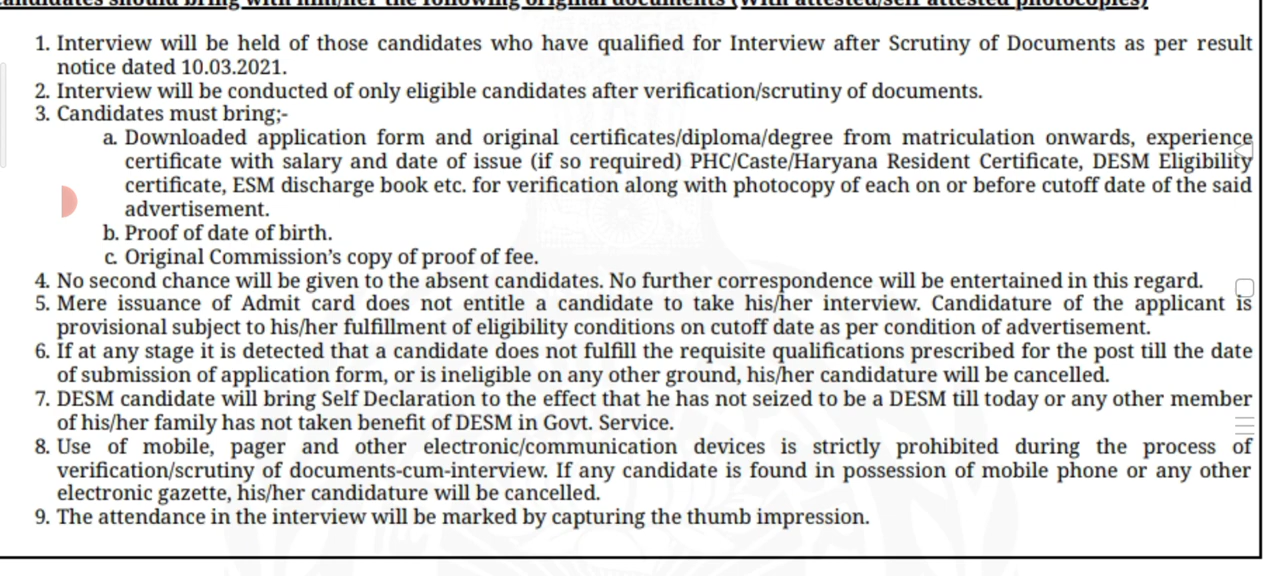 candidates should bring with him/her the following original documents (With attested/self attested photocopies)
1. Interview will be held of those candidates who have qualified for Interview after Scrutiny of Documents as per result
notice dated 10.03.2021.
2. Interview will be conducted of only eligible candidates after verification/scrutiny of documents.
3. Candidates must bring;-
a. Downloaded application form and original certificates/diploma/degree from matriculation onwards, experience
certificate with salary and date of issue (if so required) PHC/Caste/Haryana Resident Certificate, DESM Eligibility
certificate, ESM discharge book etc. for verification along with photocopy of each on or before cutoff date of the said
advertisement.
b. Proof of date of birth.
c. Original Commission's copy of proof of fee.
4. No second chance will be given to the absent candidates. No further correspondence will be entertained in this regard.
5. Mere issuance of Admit card does not entitle a candidate to take his/her interview. Candidature of the applicant is
provisional subject to his/her fulfillment of eligibility conditions on cutoff date as per condition of advertisement.
6. If at any stage it is detected that a candidate does not fulfill the requisite qualifications prescribed for the post till the date
of submission of application form, or is ineligible on any other ground, his/her candidature will be cancelled.
7. DESM candidate will bring Self Declaration to the effect that he has not seized to be a DESM till today or any other member
of his/her family has not taken benefit of DESM in Govt. Service.
8. Use of mobile, pager and other electronic/communication devices is strictly prohibited during the process of
verification/scrutiny of documents-cum-interview. If any candidate is found in possession of mobile phone or any other
electronic gazette, his/her candidature will be cancelled.
9. The attendance in the interview will be marked by capturing the thumb impression.